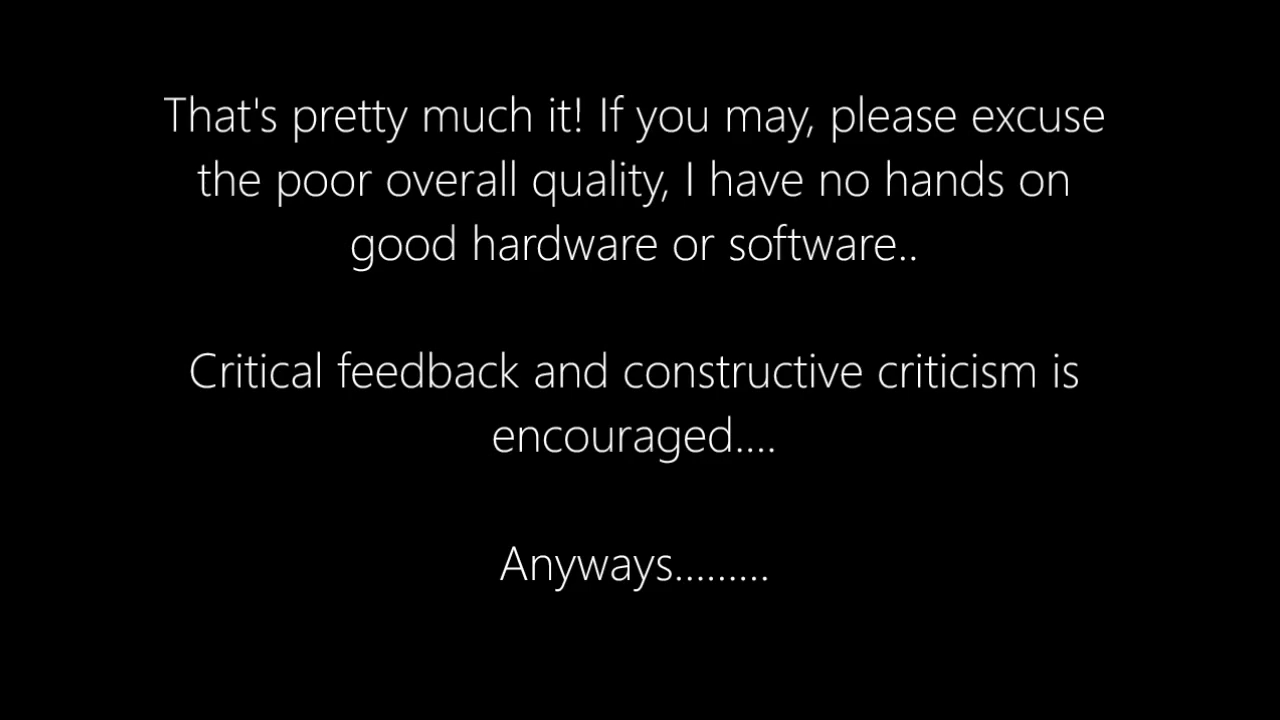 That's pretty much it! If you may, please excuse
the poor overall quality, I have no hands on
good hardware or software..
Critical feedback and constructive criticism is
encouraged....
Anyways.........